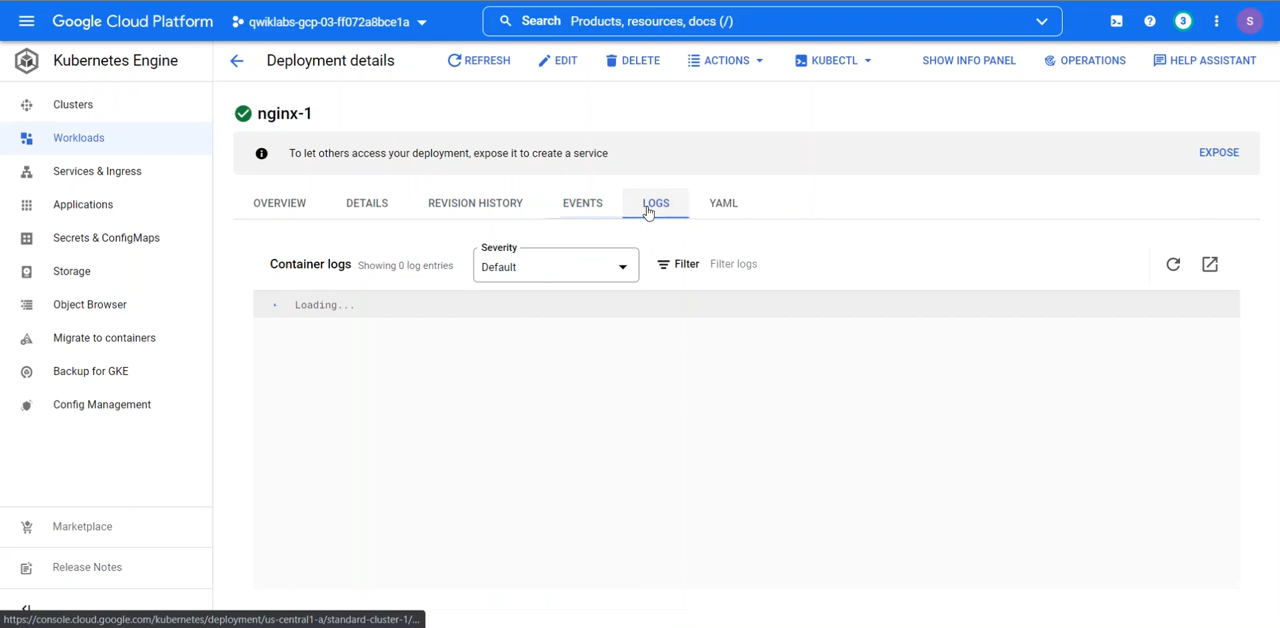 Google Cloud Platform
qwiklabs-gcp-03-ff072a8bce1a
Search Products, resources, docs (/)
3
S
Kubernetes Engine
Deployment details
REFRESH
EDIT
DELETE
ACTIONS
KUBECTL
SHOW INFO PANEL
OPERATIONS
HELP ASSISTANT
Clusters
Workloads
Services & Ingress
Applications
Secrets & ConfigMaps
Storage
Object Browser
Migrate to containers
Backup for GKE
Config Management
Marketplace
Release Notes
nginx-1
To let others access your deployment, expose it to create a service
EXPOSE
OVERVIEW
DETAILS
REVISION HISTORY
EVENTS
LOGS
YAML
Container logs Showing 0 log entries
Severity
Default
Filter Filter logs
Loading...
https://console.cloud.google.com/kubernetes/deployment/us-central1-a/standard-cluster-1/...